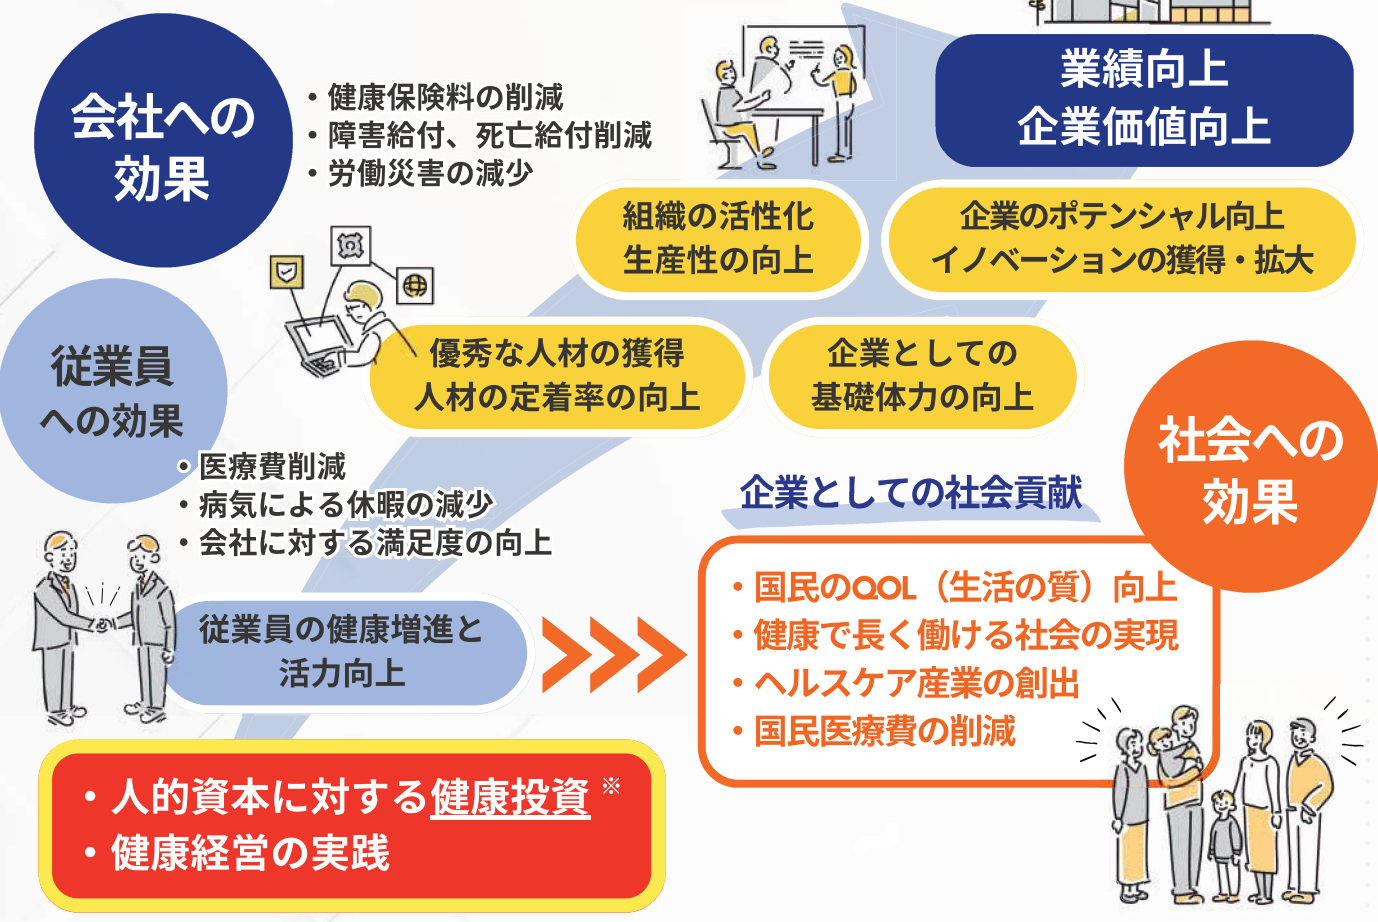 会社への
効果
・健康保険料の削減
・障害給付、死亡給付削減
・労働災害の減少
業績向上
企業価値向上
組織の活性化
生産性の向上
企業のポテンシャル向上
イノベーションの獲得・拡大
従業員
への効果
優秀な人材の獲得
人材の定着率の向上
企業としての
基礎体力の向上
・医療費削減
・病気による休暇の減少
・会社に対する満足度の向上
社会への
効果
企業としての社会貢献
・国民のQOL（生活の質）向上
・健康で長く働ける社会の実現
・ヘルスケア産業の創出
・国民医療費の削減
従業員の健康増進と
活力向上
・人的資本に対する健康投資※
・健康経営の実践